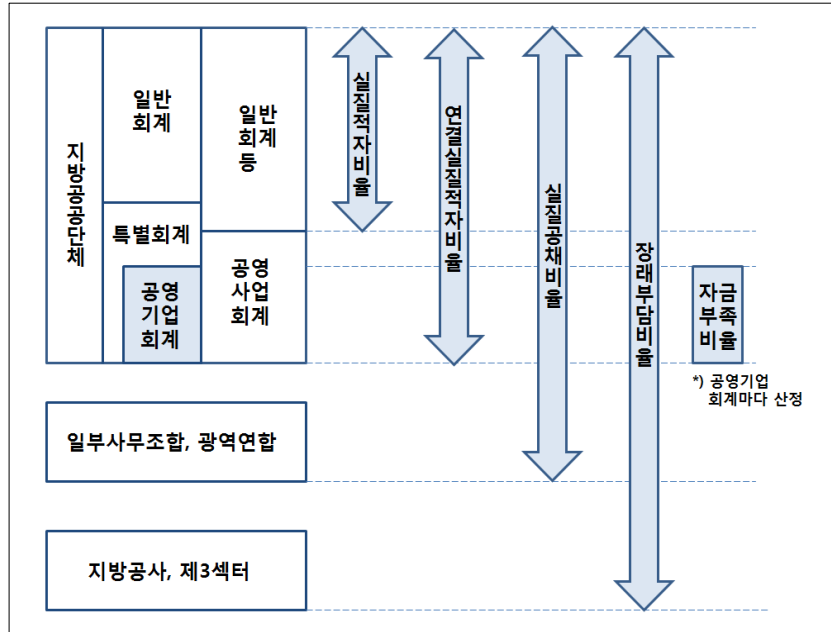 지방공공단체
일반
회계
일반
회계
등
특별회계
공영
기업
회계
공영
사업
회계
실질적자비율
연결실질적자비율
실질공채비율
장래부담비율
자금
부족
비율
*) 공영기업
회계마다 산정
일부사무조합, 광역연합
지방공사, 제3섹터